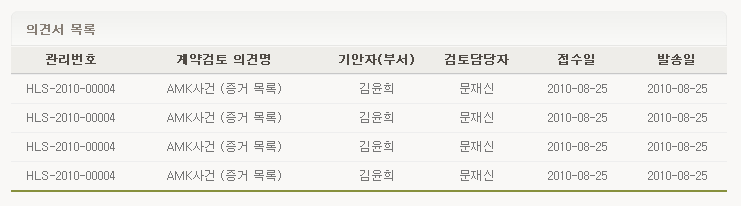 의견서 목록
관리번호 계약검토 의견명 기안자(부서) 검토담당자 접수일 발송일
HLS-2010-00004 AMK사건 (증거 목록) 김윤희 문재신 2010-08-25 2010-08-25
HLS-2010-00004 AMK사건 (증거 목록) 김윤희 문재신 2010-08-25 2010-08-25
HLS-2010-00004 AMK사건 (증거 목록) 김윤희 문재신 2010-08-25 2010-08-25
HLS-2010-00004 AMK사건 (증거 목록) 김윤희 문재신 2010-08-25 2010-08-25